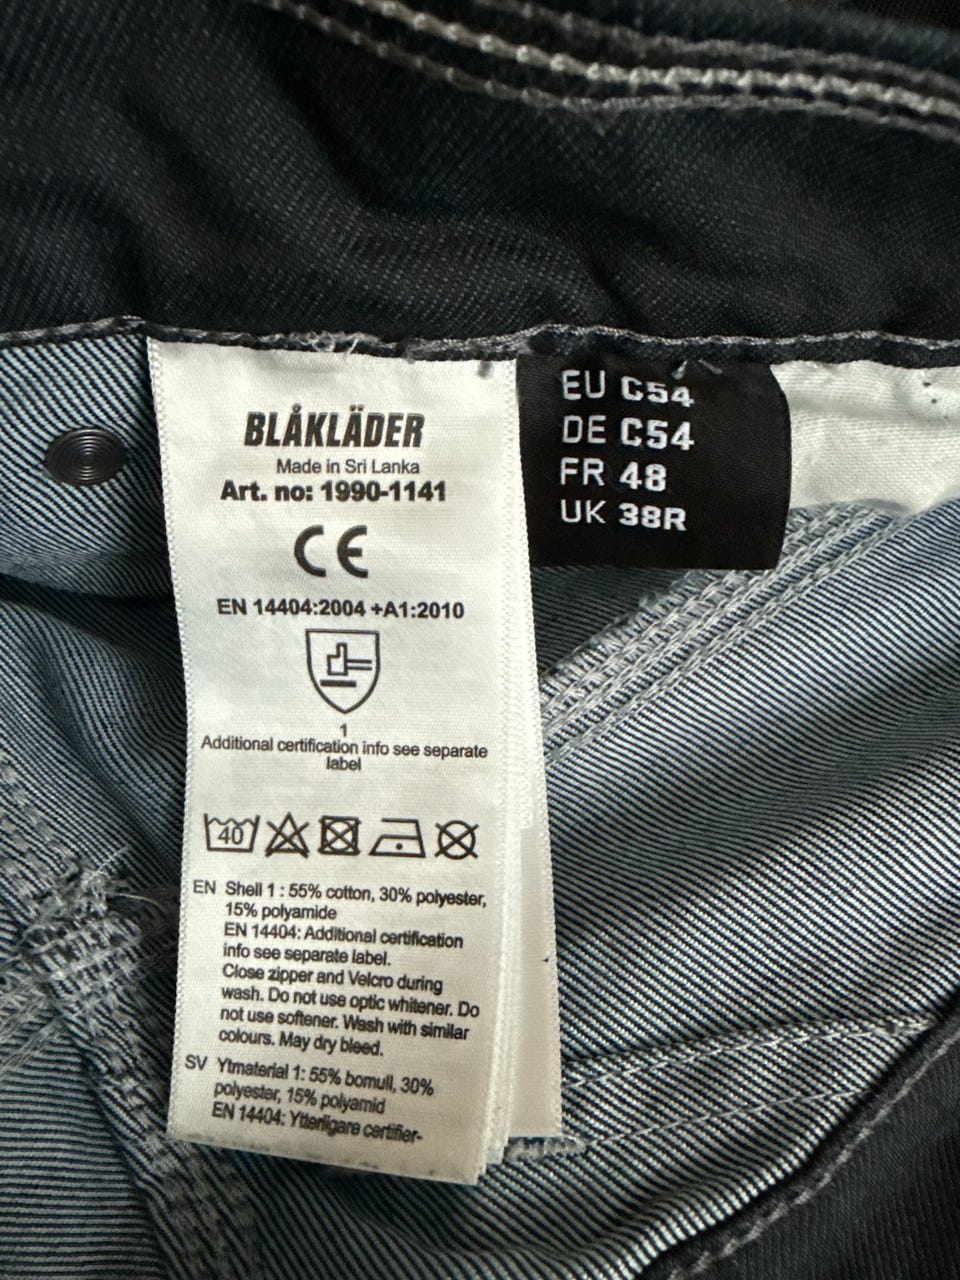 BLÅKLÄDER
Made in Sri Lanka
Art. no: 1990-1141
CE
EN 14404:2004 +A1:2010
1
Additional certification info see separate
label
40
EN Shell 1 : 55% cotton, 30% polyester,
15% polyamide
EN 14404: Additional certification
info see separate label.
Close zipper and Velcro during
wash. Do not use optic whitener. Do
not use softener. Wash with similar
colours. May dry bleed.
SV Ytmaterial 1: 55% bomull, 30%
polyester, 15% polyamid
EN 14404: Ytterligare certifier-
EU C54
DE C54
FR 48
UK 38R